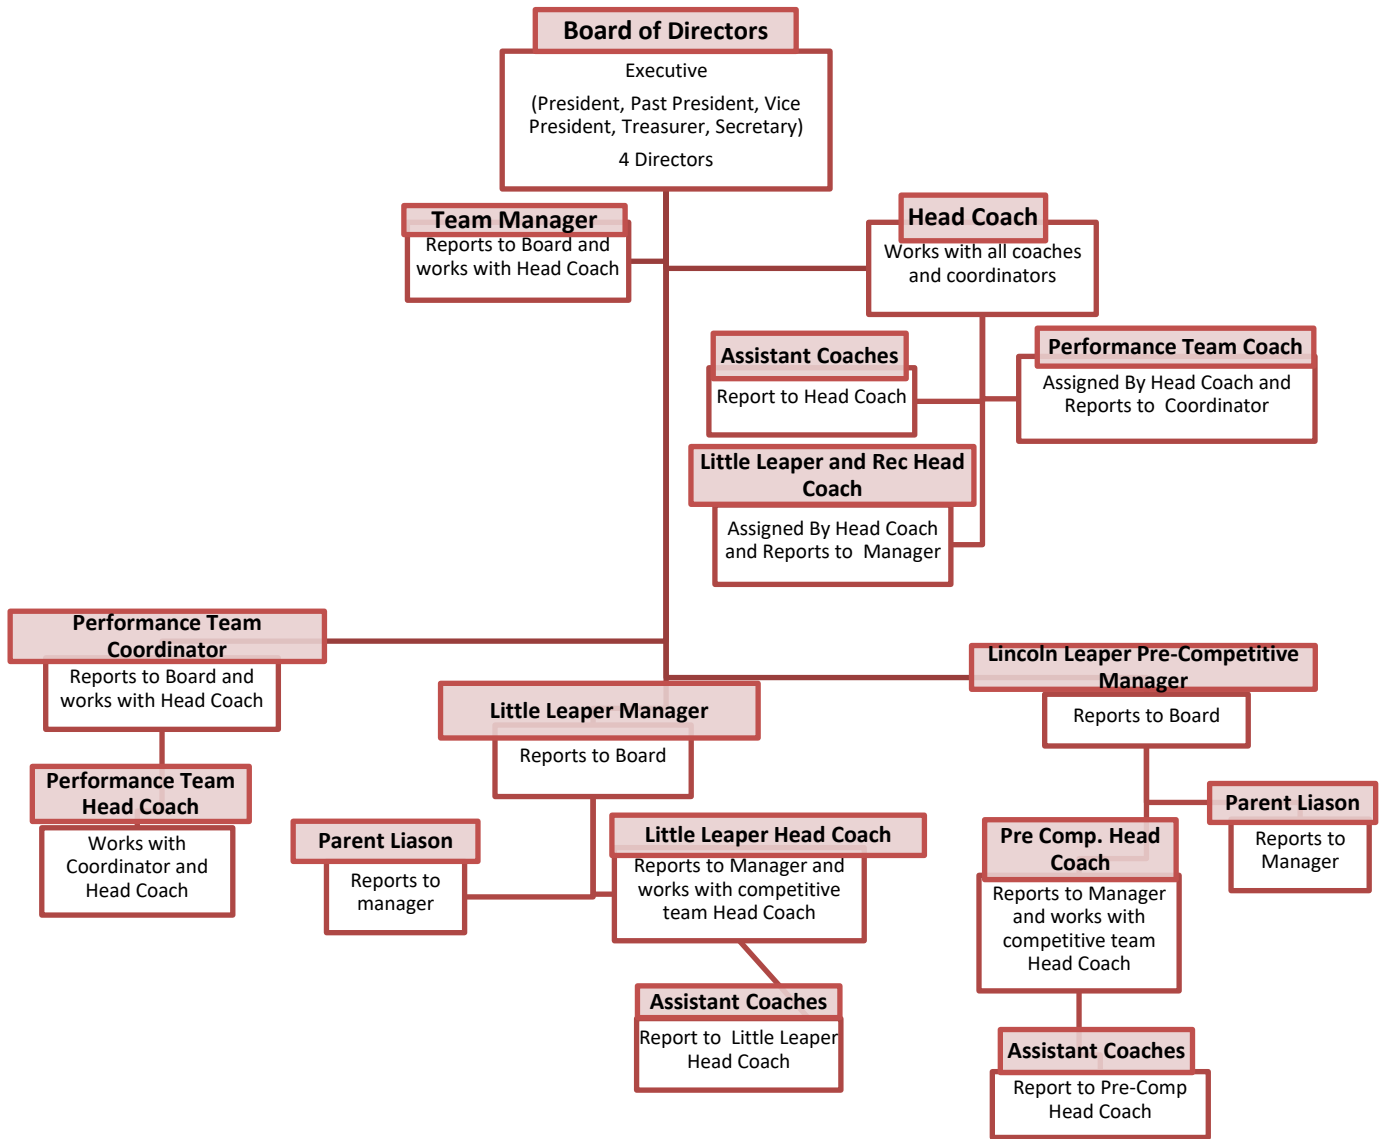 Board of Directors
Executive
(President, Past President, Vice
President, Treasurer, Secretary)
4 Directors
Team Manager
Reports to Board and
works with Head Coach
Head Coach
Works with all coaches
and coordinators
Assistant Coaches
Report to Head Coach
Performance Team Coach
Assigned By Head Coach and
Reports to Coordinator
Little Leaper and Rec Head
Coach
Assigned By Head Coach
and Reports to Manager
Performance Team
Coordinator
Reports to Board and
works with Head Coach
Performance Team
Head Coach
Works with
Coordinator and
Head Coach
Little Leaper Manager
Reports to Board
Parent Liason
Reports to
manager
Little Leaper Head Coach
Reports to Manager and
works with competitive
team Head Coach
Assistant Coaches
Report to Little Leaper
Head Coach
Lincoln Leaper Pre-Competitive
Manager
Reports to Board
Parent Liason
Reports to
Manager
Pre Comp. Head
Coach
Reports to Manager
and works with
competitive team
Head Coach
Assistant Coaches
Report to Pre-Comp
Head Coach